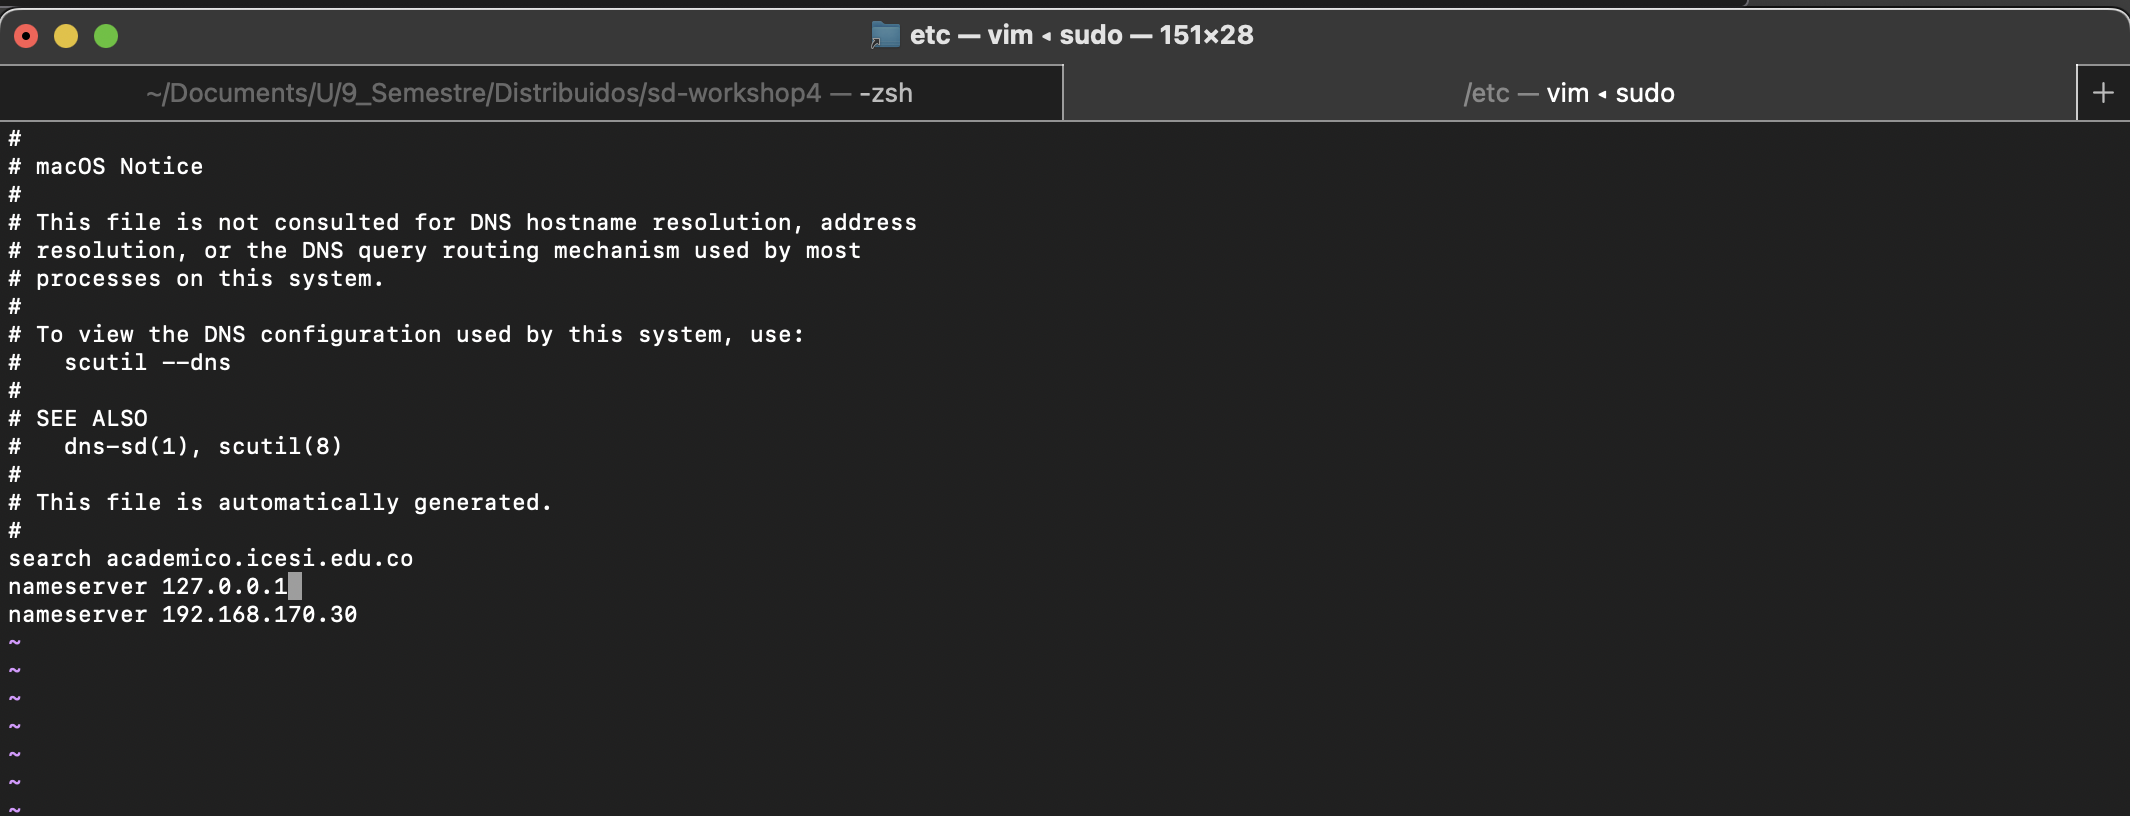 etc — vim ◂ sudo — 151×28
~/Documents/U/9_Semestre/Distribuidos/sd-workshop4 — -zsh
/etc — vim ◂ sudo
+
#
# macOS Notice
#
# This file is not consulted for DNS hostname resolution, address
# resolution, or the DNS query routing mechanism used by most
# processes on this system.
#
# To view the DNS configuration used by this system, use:
#   scutil --dns
#
# SEE ALSO
#   dns-sd(1), scutil(8)
#
# This file is automatically generated.
#
search academico.icesi.edu.co
nameserver 127.0.0.1
nameserver 192.168.170.30
~
~
~
~
~
~
~